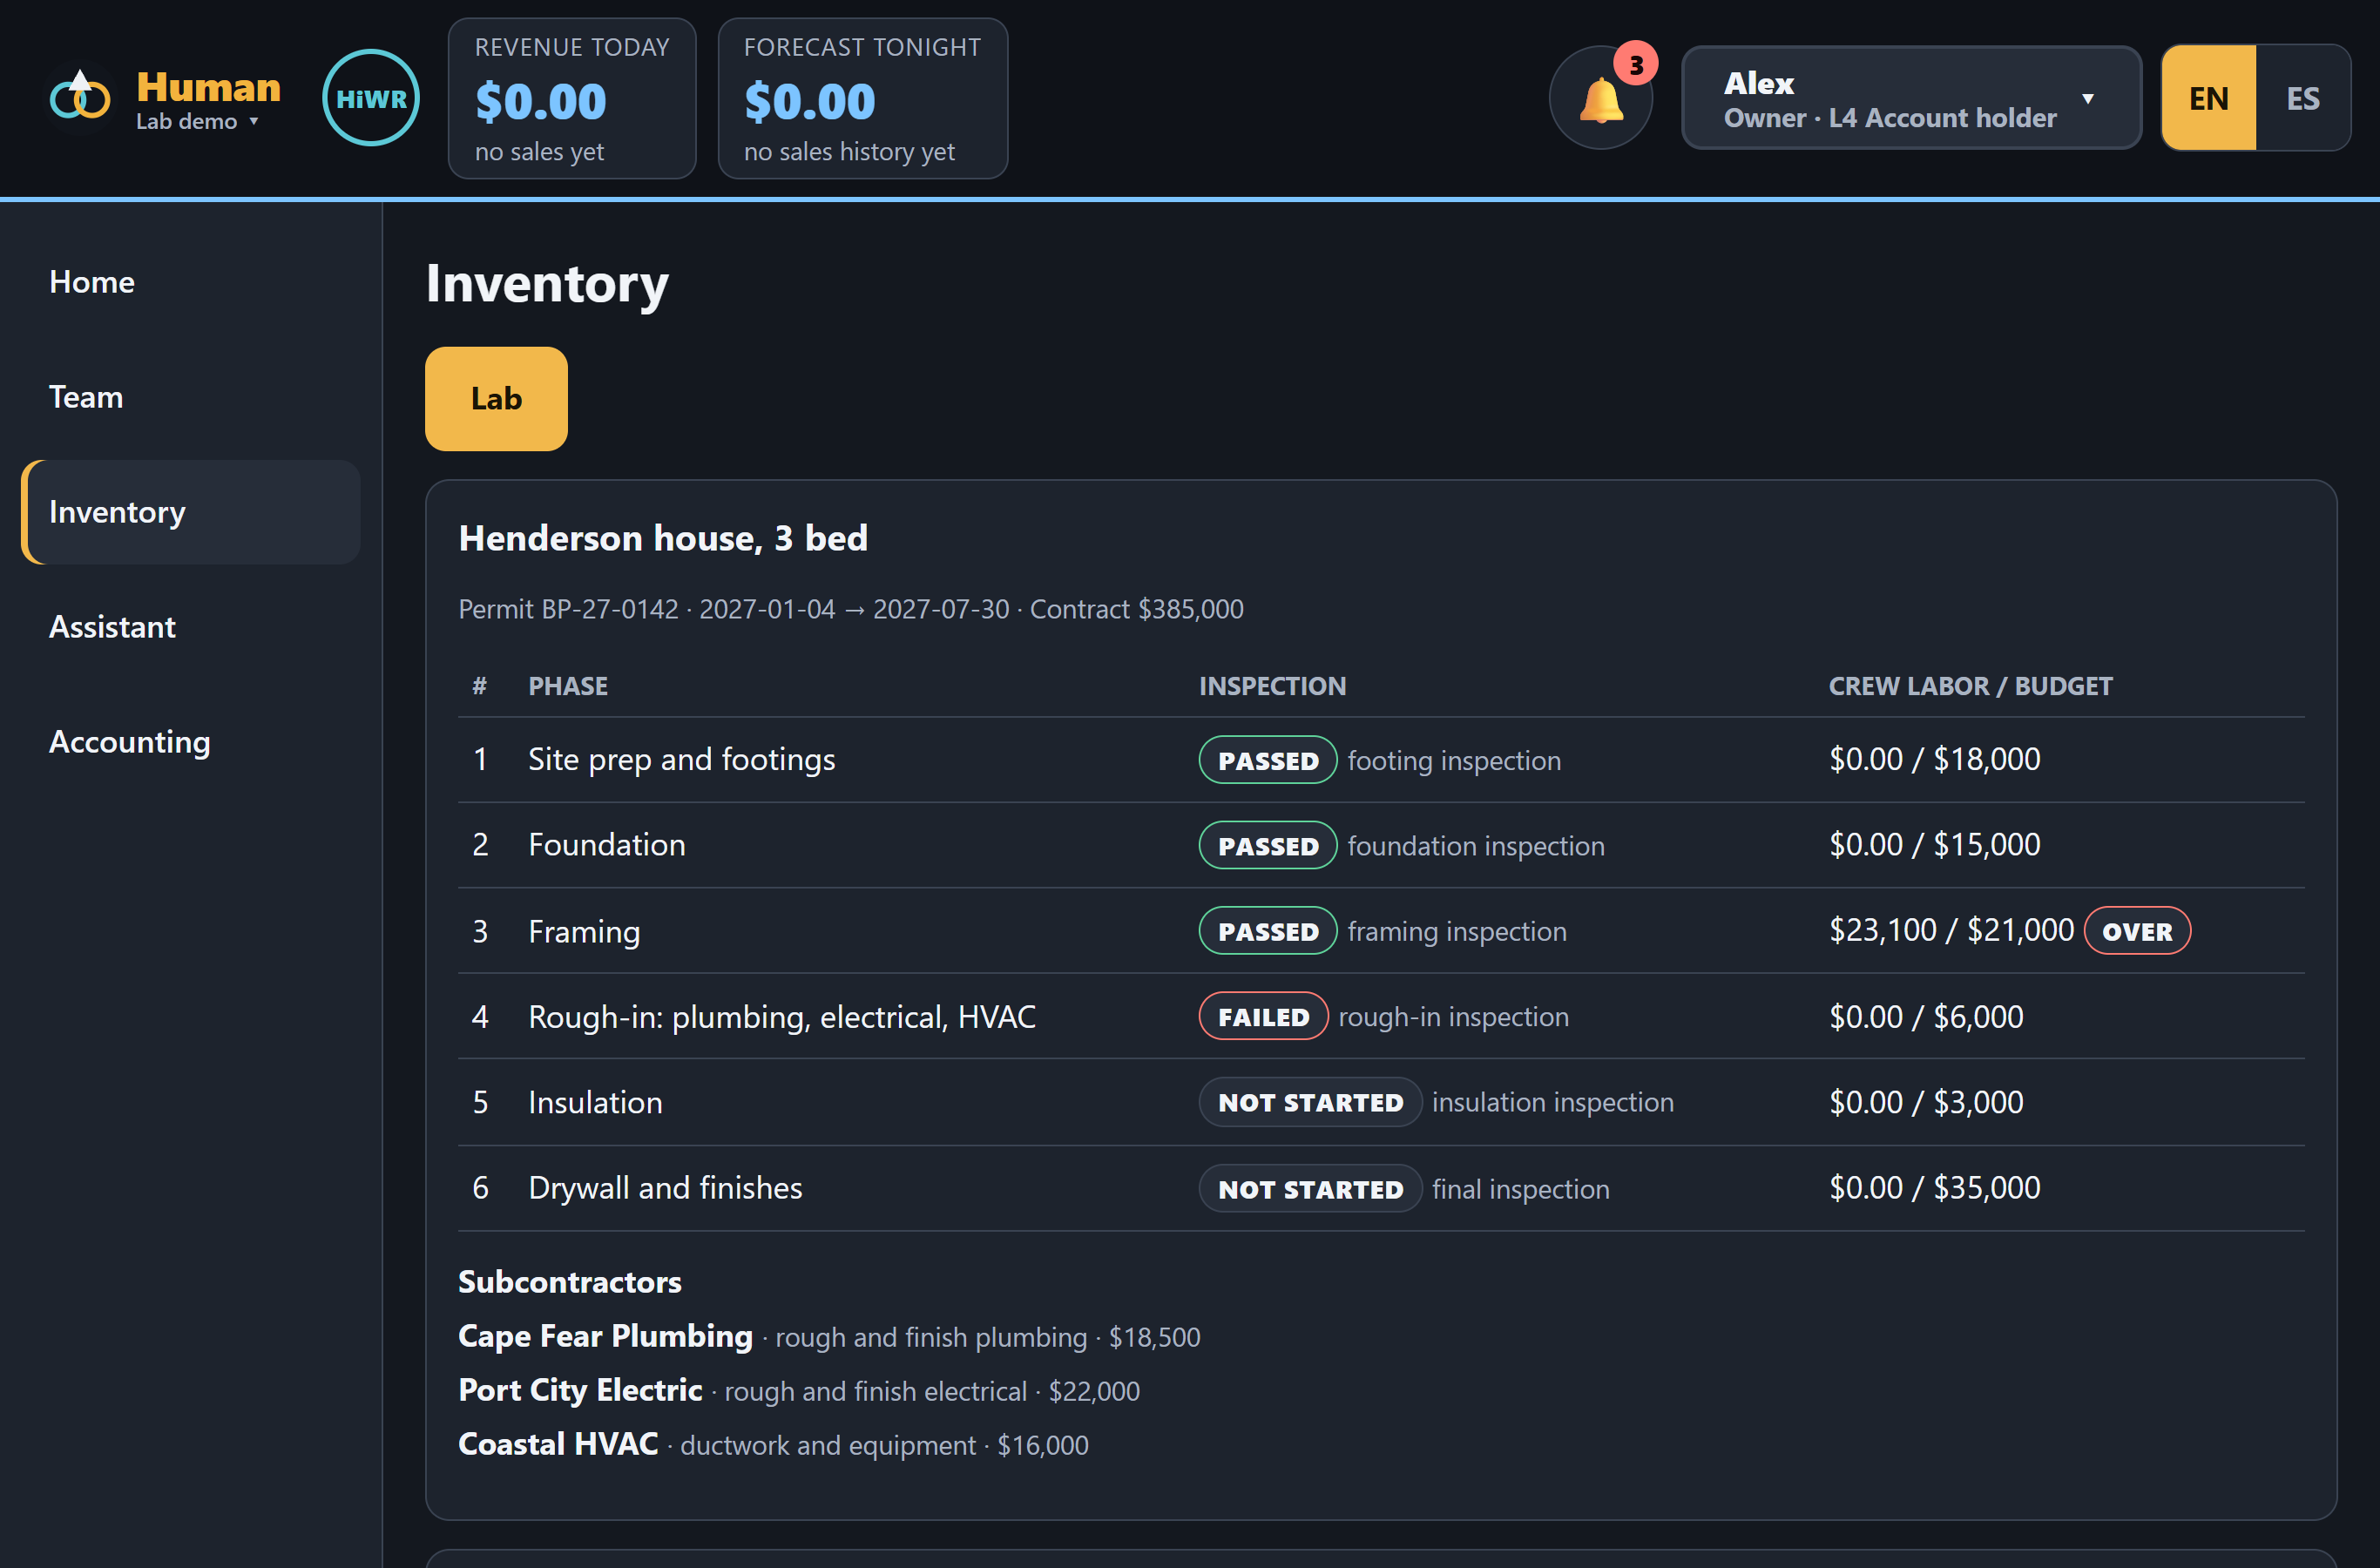 Human
Lab demo ▼
HiWR
REVENUE TODAY
$0.00
no sales yet
FORECAST TONIGHT
$0.00
no sales history yet
3
Alex
Owner · L4 Account holder ▼
EN ES
Home
Team
Inventory
Assistant
Accounting
Inventory
Lab
Henderson house, 3 bed
Permit BP-27-0142 · 2027-01-04 → 2027-07-30 · Contract $385,000
# PHASE INSPECTION CREW LABOR / BUDGET
1 Site prep and footings PASSED footing inspection $0.00 / $18,000
2 Foundation PASSED foundation inspection $0.00 / $15,000
3 Framing PASSED framing inspection $23,100 / $21,000 OVER
4 Rough-in: plumbing, electrical, HVAC FAILED rough-in inspection $0.00 / $6,000
5 Insulation NOT STARTED insulation inspection $0.00 / $3,000
6 Drywall and finishes NOT STARTED final inspection $0.00 / $35,000
Subcontractors
Cape Fear Plumbing · rough and finish plumbing · $18,500
Port City Electric · rough and finish electrical · $22,000
Coastal HVAC · ductwork and equipment · $16,000